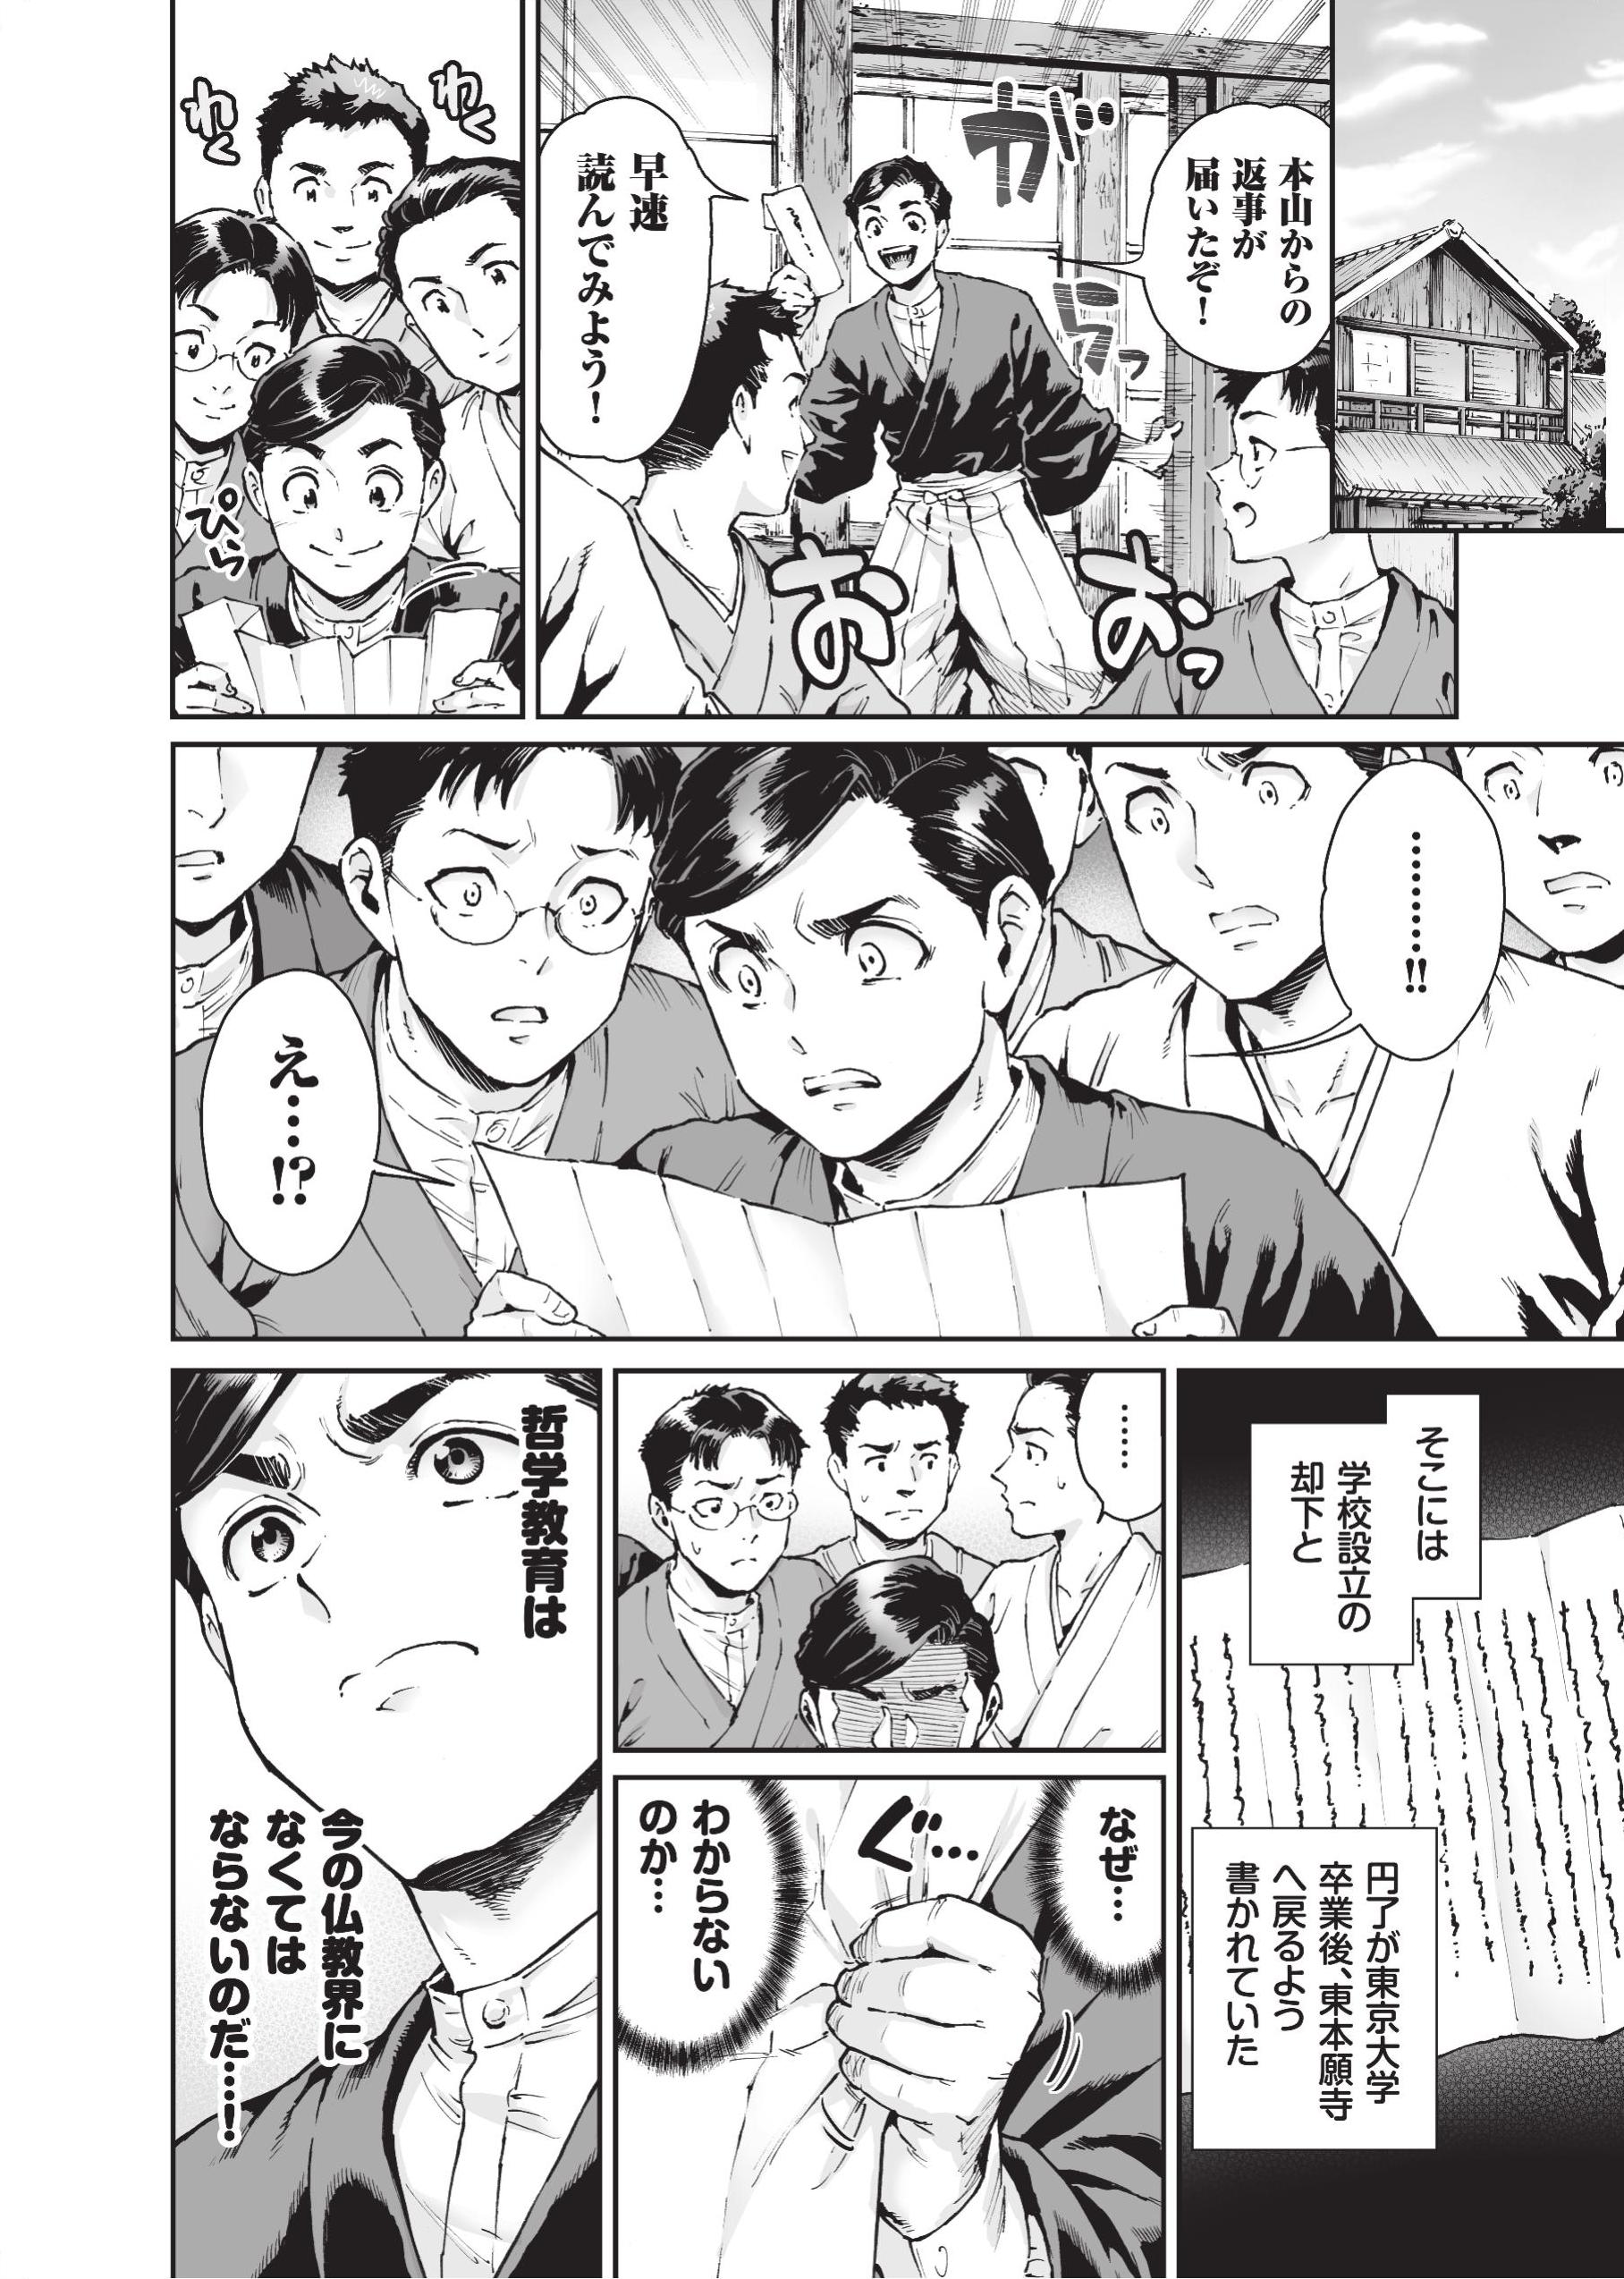 本山からの
返事が
届いたぞ！
ガ…
らっ
早速
読んでみよう！
おおっ
わく
わく
ぴら
………!!
え…!?
そこには
学校設立の
却下と
円了が東京大学
卒業後、東本願寺
へ戻るよう
書かれていた
……
なぜ…
ぐ…
わからない
のか…
哲学教育は
今の仏教界に
なくては
ならないのだ……！